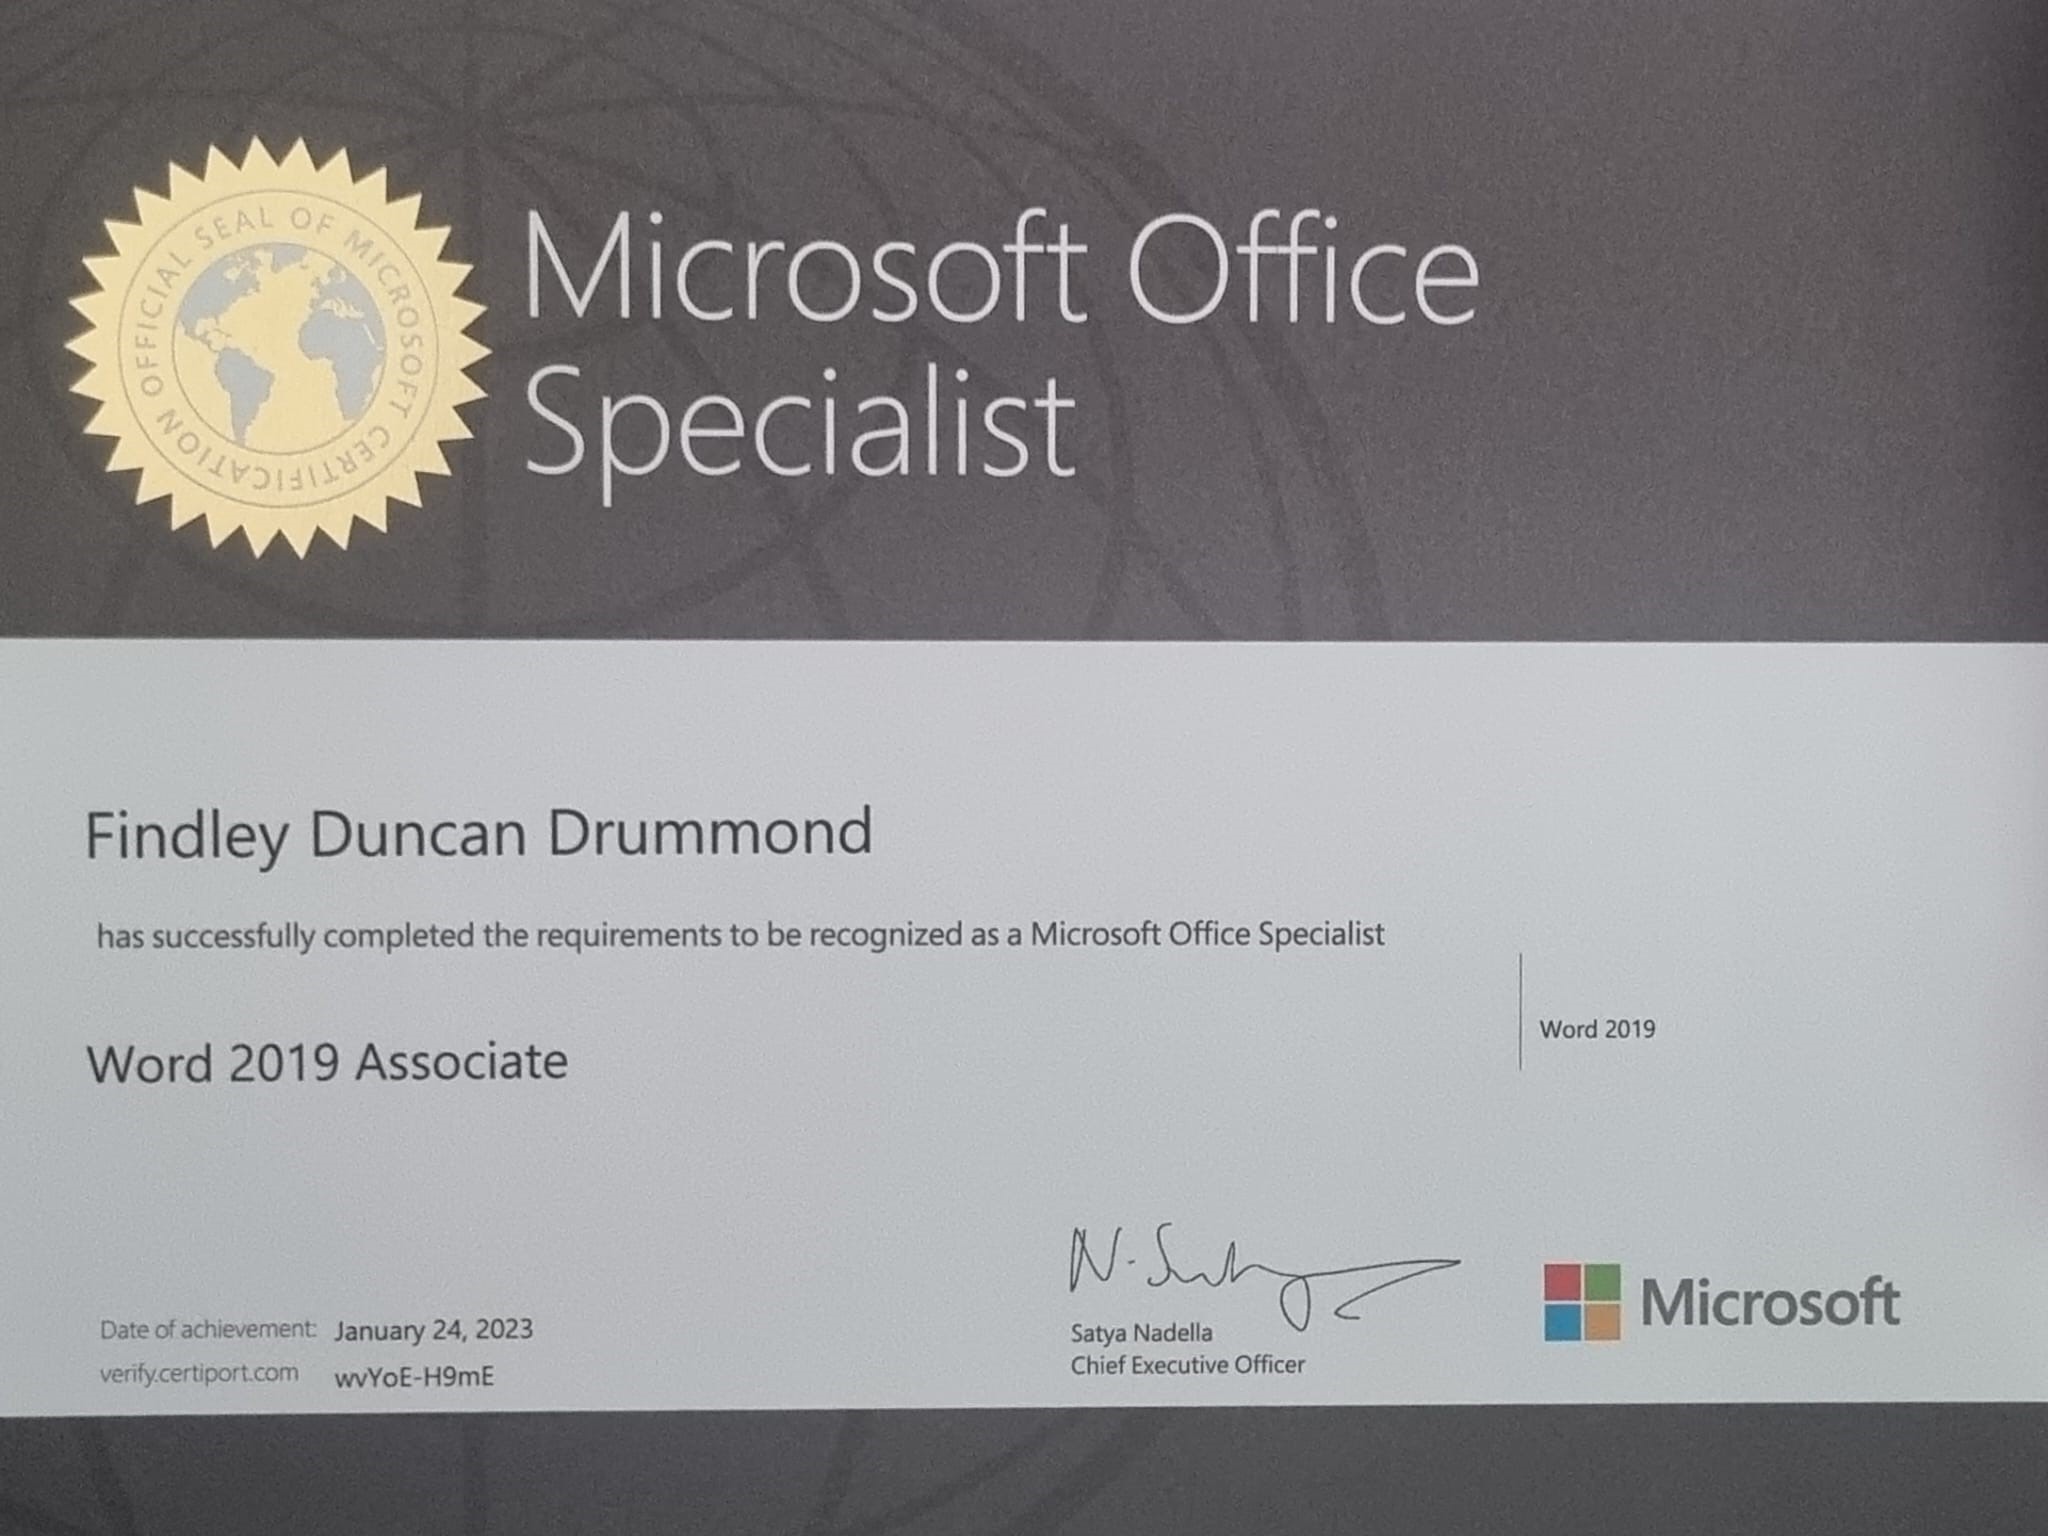 OFFICIAL SEAL OF MICROSOFT CERTIFICATION
Microsoft Office
Specialist
Findley Duncan Drummond
has successfully completed the requirements to be recognized as a Microsoft Office Specialist
Word 2019
Word 2019 Associate
Date of achievement: January 24, 2023
verify.certiport.com wvYoE-H9mE
N. Satya
Satya Nadella
Chief Executive Officer
Microsoft